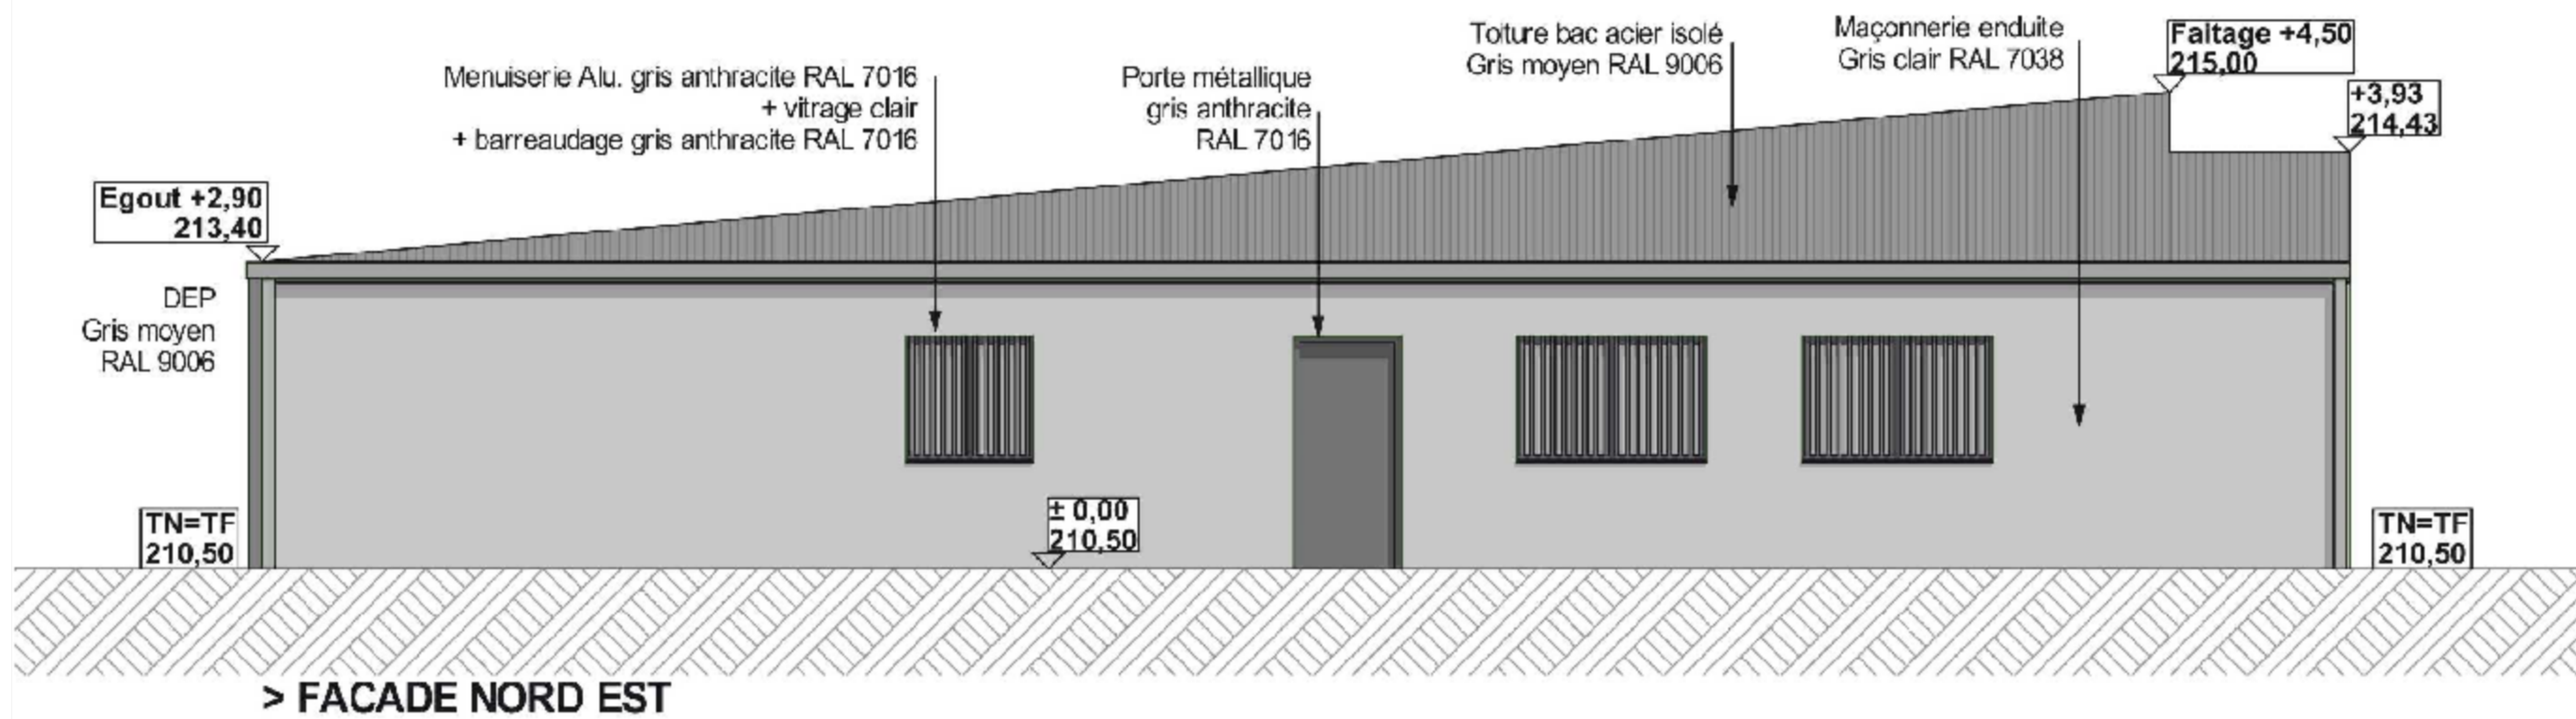 Menuiserie Alu. gris anthracite RAL 7016
+ vitrage clair
+ barreaudage gris anthracite RAL 7016
Porte métallique
gris anthracite
RAL 7016
Toiture bac acier isolé
Gris moyen RAL 9006
Maçonnerie enduite
Gris clair RAL 7038
Faitage +4,50
215,00
+3,93
214,43
Egout +2,90
213,40
DEP
Gris moyen
RAL 9006
TN=TF
210,50
± 0,00
210,50
TN=TF
210,50
> FACADE NORD EST